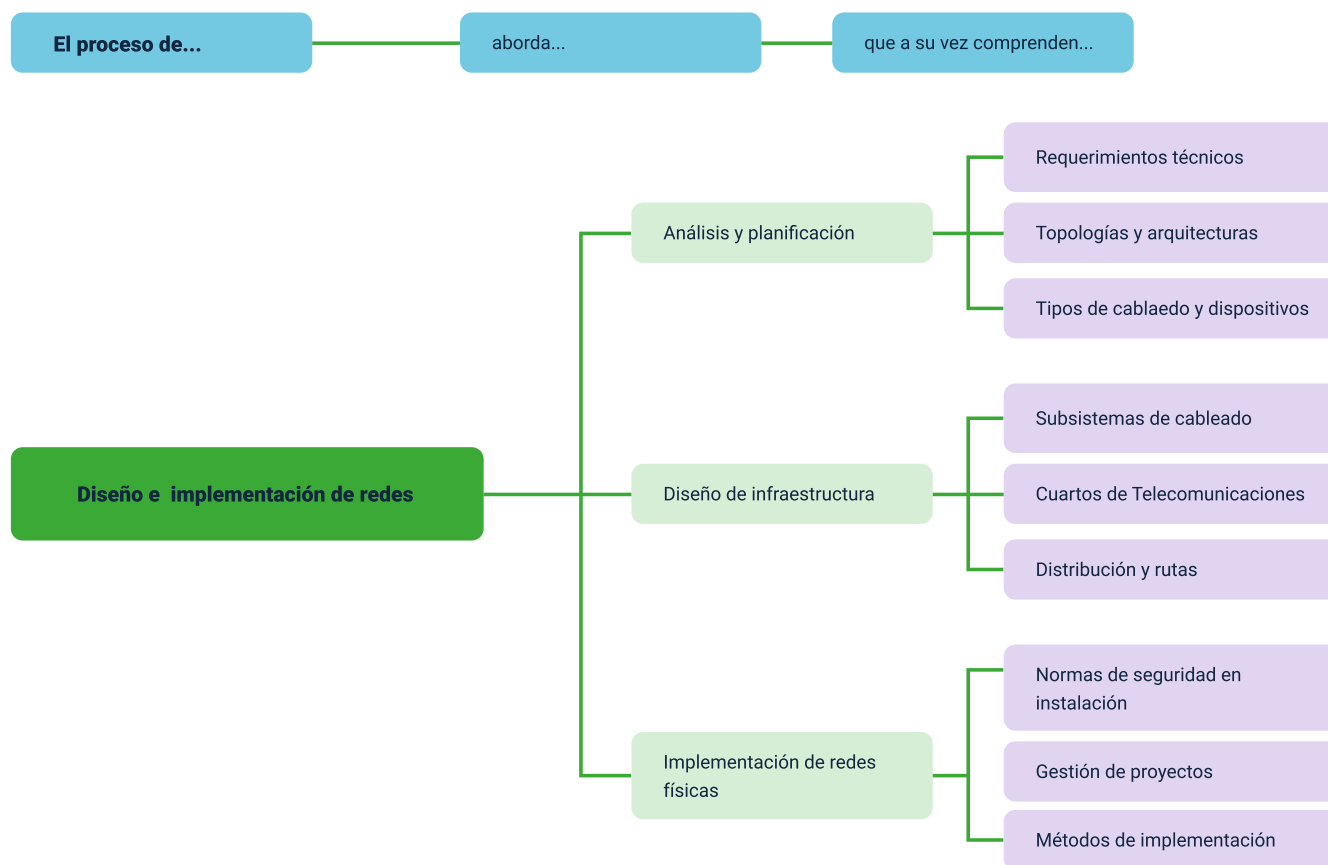 El proceso de...
aborda...
que a su vez comprenden...
Requerimientos técnicos
Análisis y planificación
Topologías y arquitecturas
Tipos de cablaedo y dispositivos
Subsistemas de cableado
Diseño e  implementación de redes
Diseño de infraestructura
Cuartos de Telecomunicaciones
Distribución y rutas
Normas de seguridad en
instalación
Implementación de redes
físicas
Gestión de proyectos
Métodos de implementación